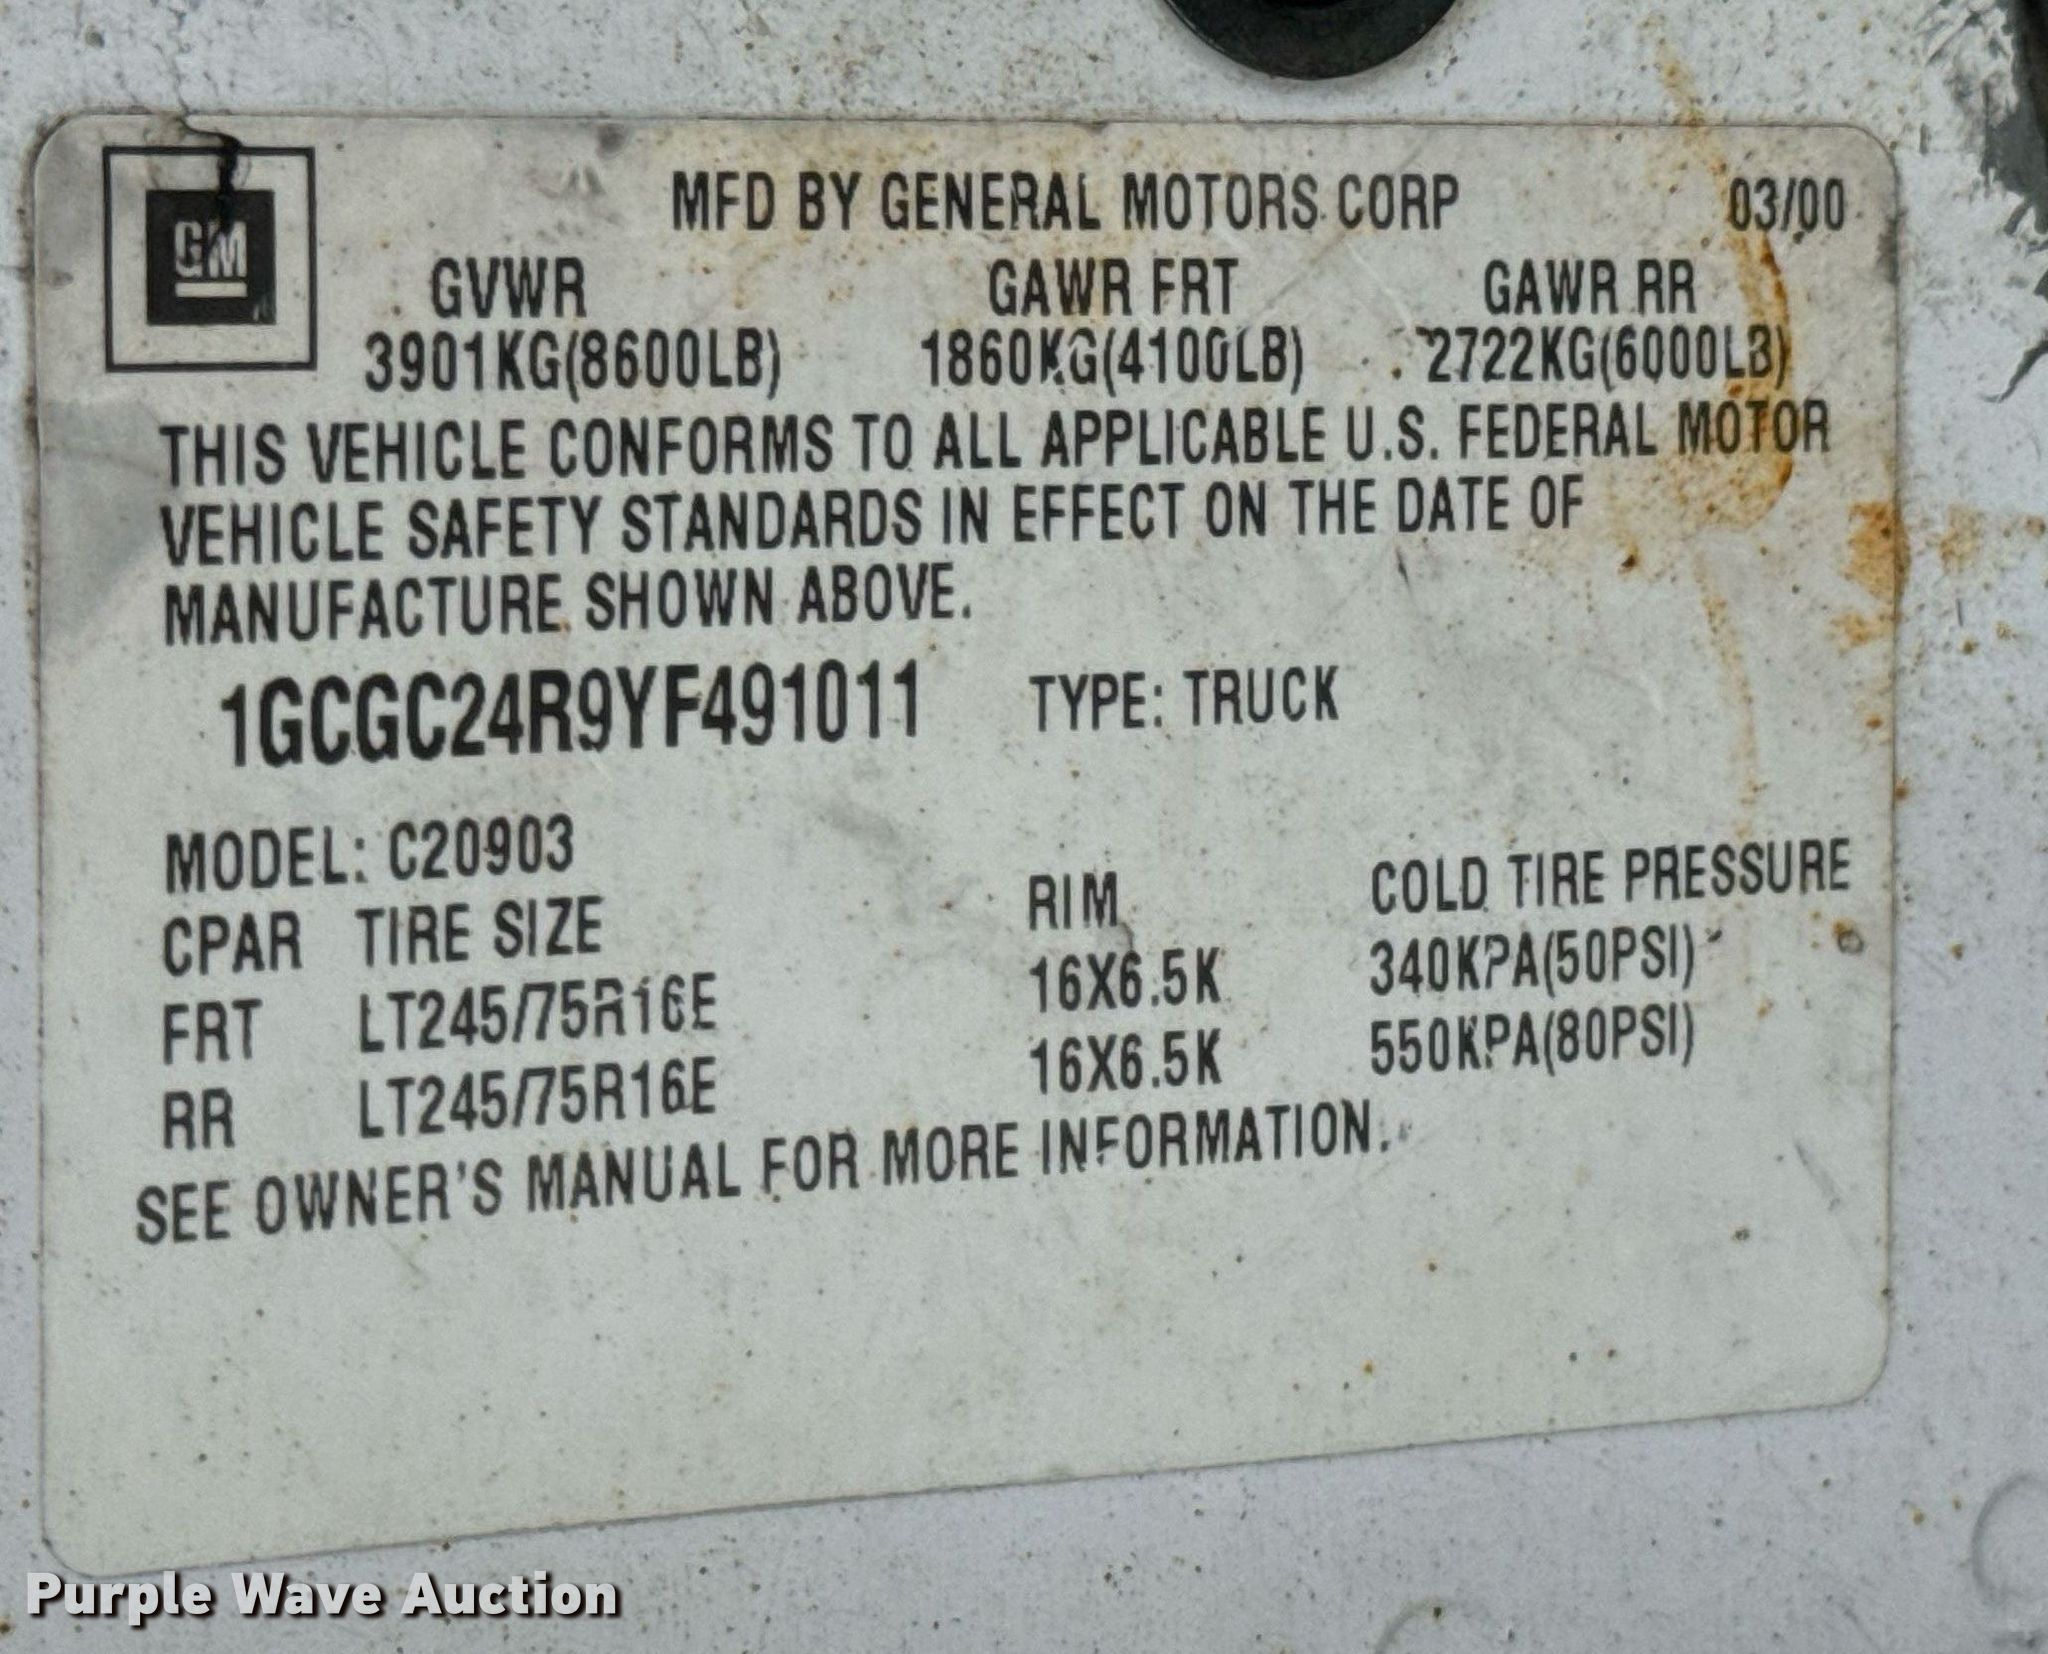 GM
MFD BY GENERAL MOTORS CORP 03/00
GVWR GAWR FRT GAWR RR
3901KG(8600LB) 1860KG(4100LB) 2722KG(6000LB)
THIS VEHICLE CONFORMS TO ALL APPLICABLE U.S. FEDERAL MOTOR
VEHICLE SAFETY STANDARDS IN EFFECT ON THE DATE OF
MANUFACTURE SHOWN ABOVE.
1GCGC24R9YF491011 TYPE: TRUCK
MODEL: C20903
CPAR TIRE SIZE RIM COLD TIRE PRESSURE
FRT LT245/75R16E 16X6.5K 340KPA(50PSI)
RR LT245/75R16E 16X6.5K 550KPA(80PSI)
SEE OWNER'S MANUAL FOR MORE INFORMATION.
Purple Wave Auction